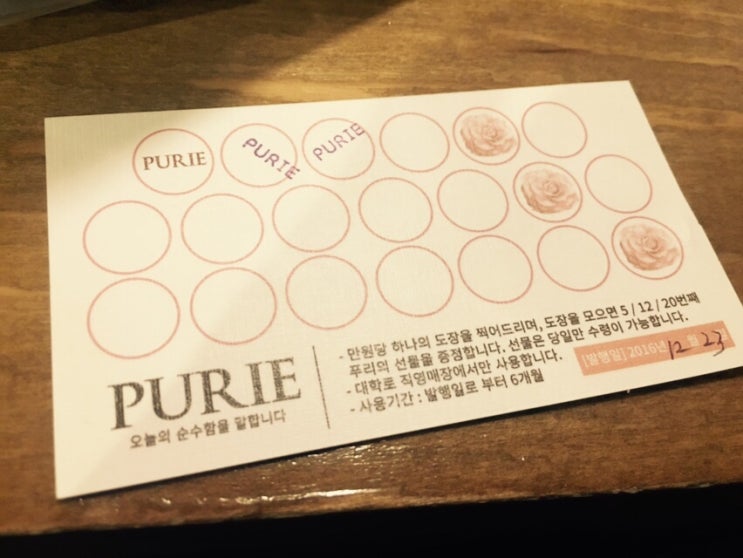 PURIE PURIE PURIE
- 만원당 하나의 도장을 찍어드리며, 도장을 모으면 5 / 12 / 20번째
푸리의 선물을 증정합니다. 선물은 당일만 수령이 가능합니다.
- 대학로 직영매장에서만 사용합니다.
- 사용기간 : 발행일로 부터 6개월
[발행일] 2016년 12월 23
PURIE
오늘의 순수함을 말합니다